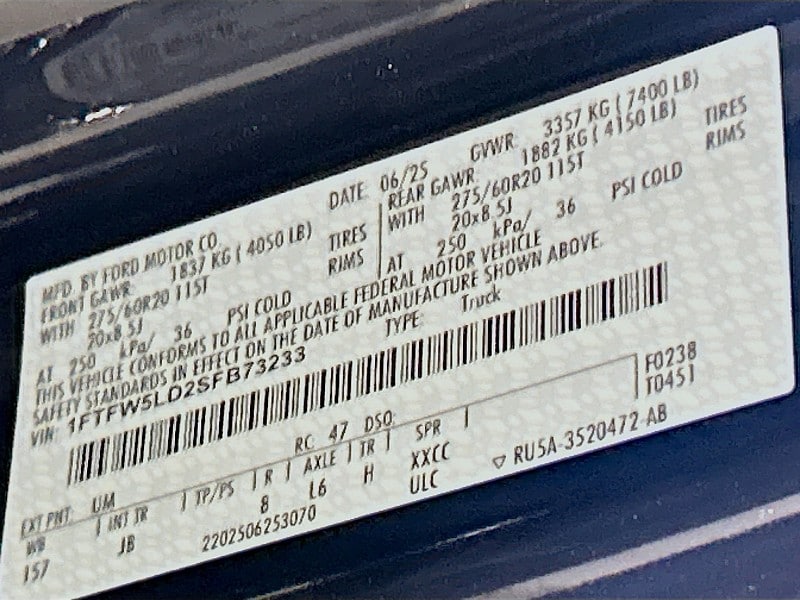 MFD. BY FORD MOTOR CO. DATE: 06/25 GVWR: 3357 KG ( 7400 LB)
FRONT GAWR: 1837 KG ( 4050 LB) REAR GAWR: 1882 KG ( 4150 LB)
WITH 275/60R20 115T TIRES WITH 275/60R20 115T TIRES
20x8.5J RIMS 20x8.5J RIMS
AT 250 kPa/ 36 PSI COLD AT 250 kPa/ 36 PSI COLD
THIS VEHICLE CONFORMS TO ALL APPLICABLE FEDERAL MOTOR VEHICLE
SAFETY STANDARDS IN EFFECT ON THE DATE OF MANUFACTURE SHOWN ABOVE.
VIN: 1FTFW5LD2SFB73233 TYPE: Truck
F0238
T0451
EXT PNT: UM RC: 47 DSO:
WB | INT TR | TP/PS | R | AXLE | TR | SPR |
157 JB 8 L6 H XXCC
2202506253070 ULC ▽ RU5A-3520472-AB